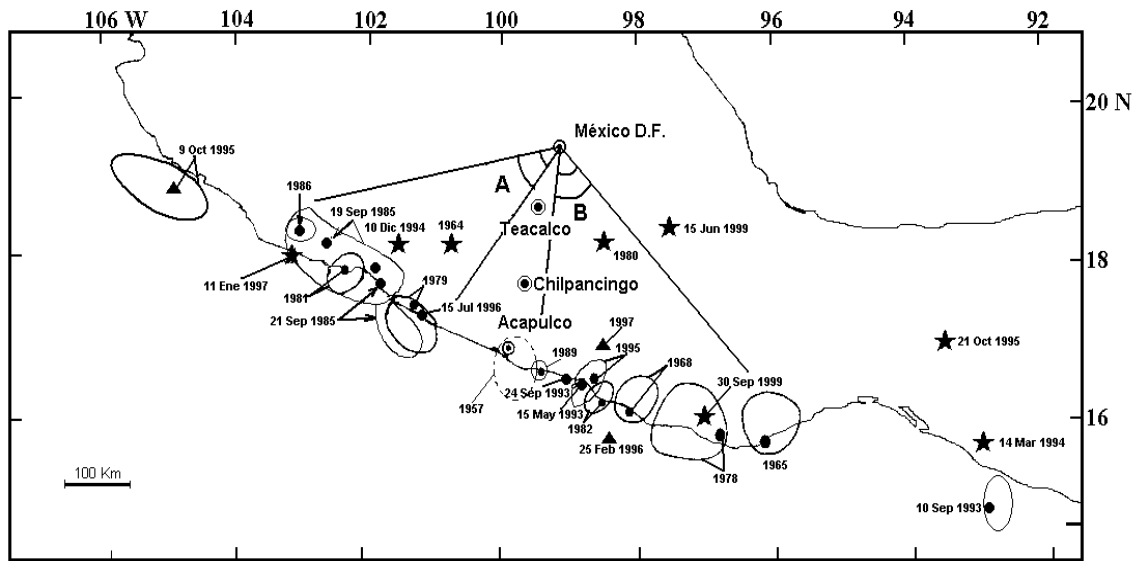 106 W 104 102 100 98 96 94 92
20 N
México D.F.
9 Oct 1995
A
1986
B
19 Sep 1985
Teacalco
10 Dic 1994 1964
15 Jun 1999
1980
18
11 Ene 1997
1979
Chilpancingo
1981
15 Jul 1996
21 Sep 1985
Acapulco
1997
21 Oct 1995
1995
1989
1968
30 Sep 1999
24 Sep 1993
1957
15 May 1993
16
1982
25 Feb 1996
14 Mar 1994
1965
1978
100 Km
10 Sep 1993